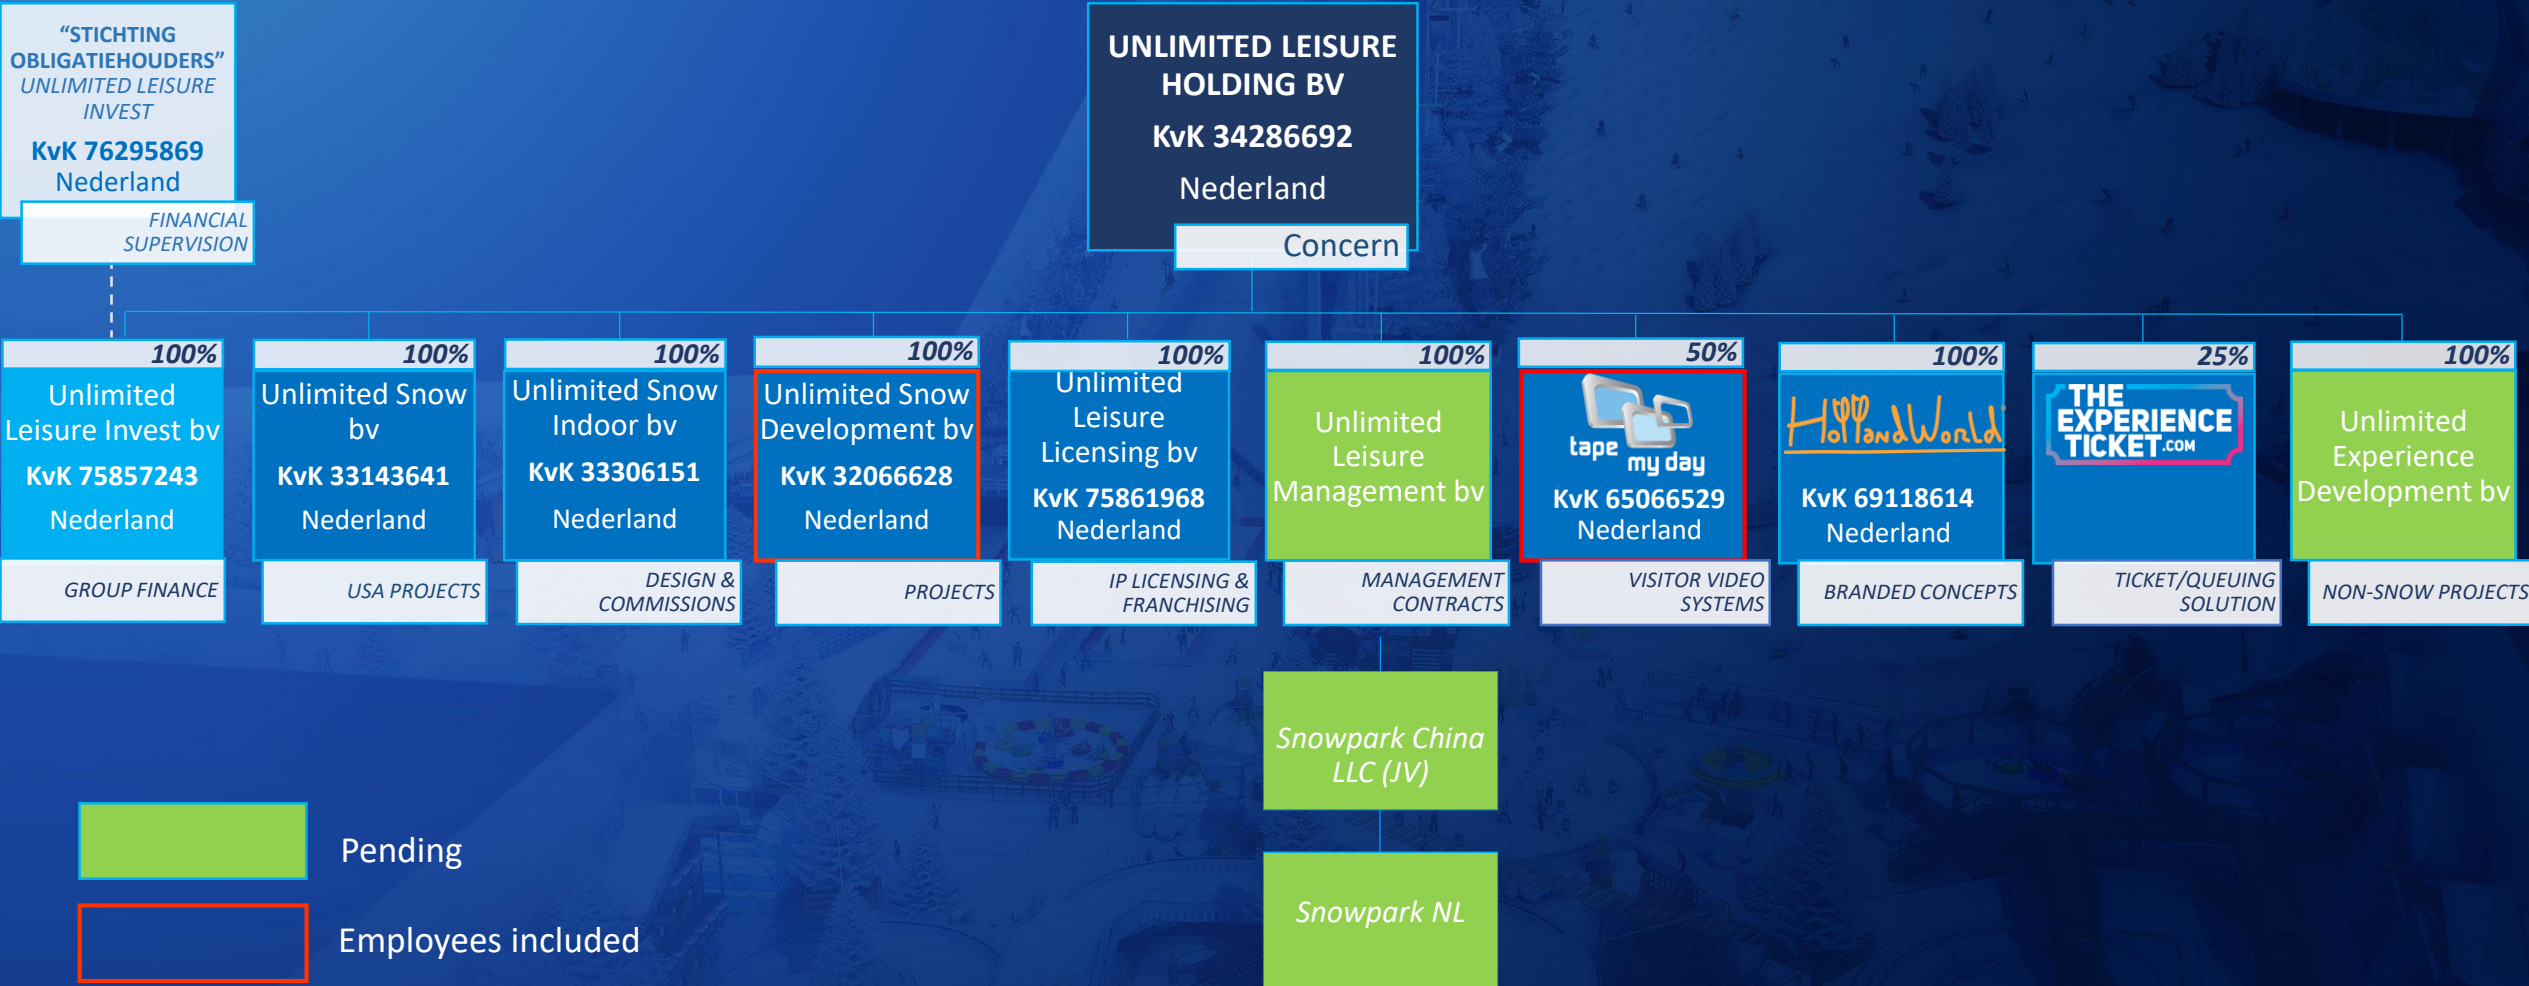 “STICHTING
OBLIGATIEHOUDERS”
UNLIMITED LEISURE
INVEST
KvK 76295869
Nederland
FINANCIAL
SUPERVISION
UNLIMITED LEISURE
HOLDING BV
KvK 34286692
Nederland
Concern
100%
Unlimited
Leisure Invest bv
KvK 75857243
Nederland
GROUP FINANCE
100%
Unlimited Snow
bv
KvK 33143641
Nederland
USA PROJECTS
100%
Unlimited Snow
Indoor bv
KvK 33306151
Nederland
DESIGN &
COMMISSIONS
100%
Unlimited Snow
Development bv
KvK 32066628
Nederland
PROJECTS
100%
Unlimited
Leisure
Licensing bv
KvK 75861968
Nederland
IP LICENSING &
FRANCHISING
100%
Unlimited
Leisure
Management bv
MANAGEMENT
CONTRACTS
Snowpark China
LLC (JV)
Snowpark NL
50%
tape
my day
KvK 65066529
Nederland
VISITOR VIDEO
SYSTEMS
100%
HollandWorld
KvK 69118614
Nederland
BRANDED CONCEPTS
25%
THE
EXPERIENCE
TICKET.COM
TICKET/QUEUING
SOLUTION
100%
Unlimited
Experience
Development bv
NON-SNOW PROJECTS
Pending
Employees included